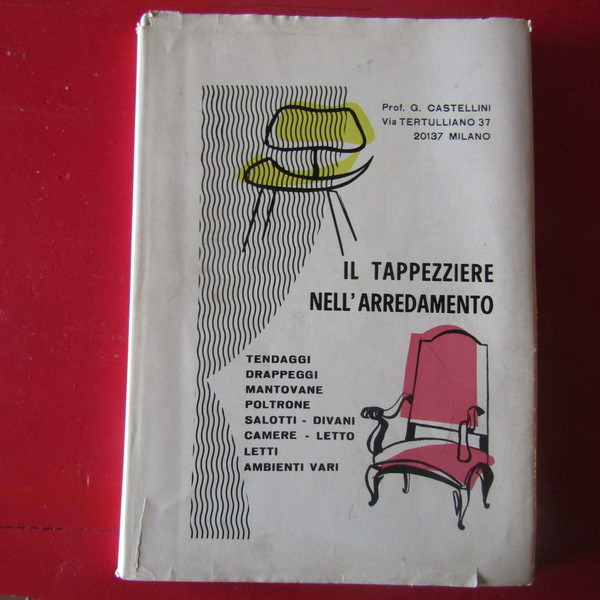 Prof. G. CASTELLINI
Via TERTULLIANO 37
20137 MILANO
IL TAPPEZZIERE
NELL'ARREDAMENTO
TENDAGGI
DRAPPEGGI
MANTOVANE
POLTRONE
SALOTTI - DIVANI
CAMERE - LETTO
LETTI
AMBIENTI VARI